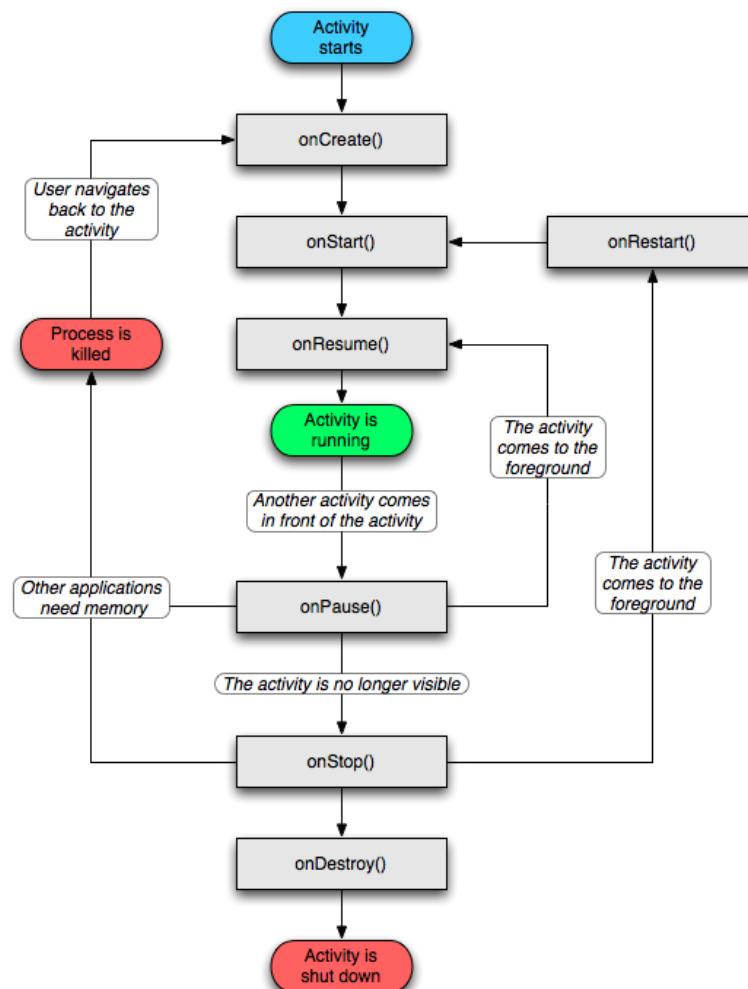 Activity
starts
onCreate()
User navigates
back to the
activity
onStart()
onRestart()
Process is
killed
onResume()
Activity is
running
The activity
comes to the
foreground
Another activity comes
in front of the activity
The activity
comes to the
foreground
Other applications
need memory
onPause()
The activity is no longer visible
onStop()
onDestroy()
Activity is
shut down